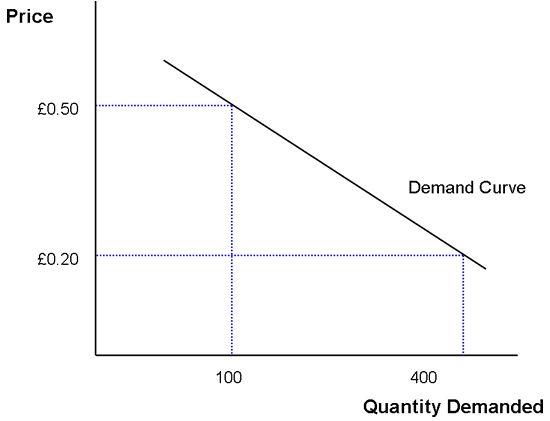 Price
£0.50
Demand Curve
£0.20
100
400
Quantity Demanded